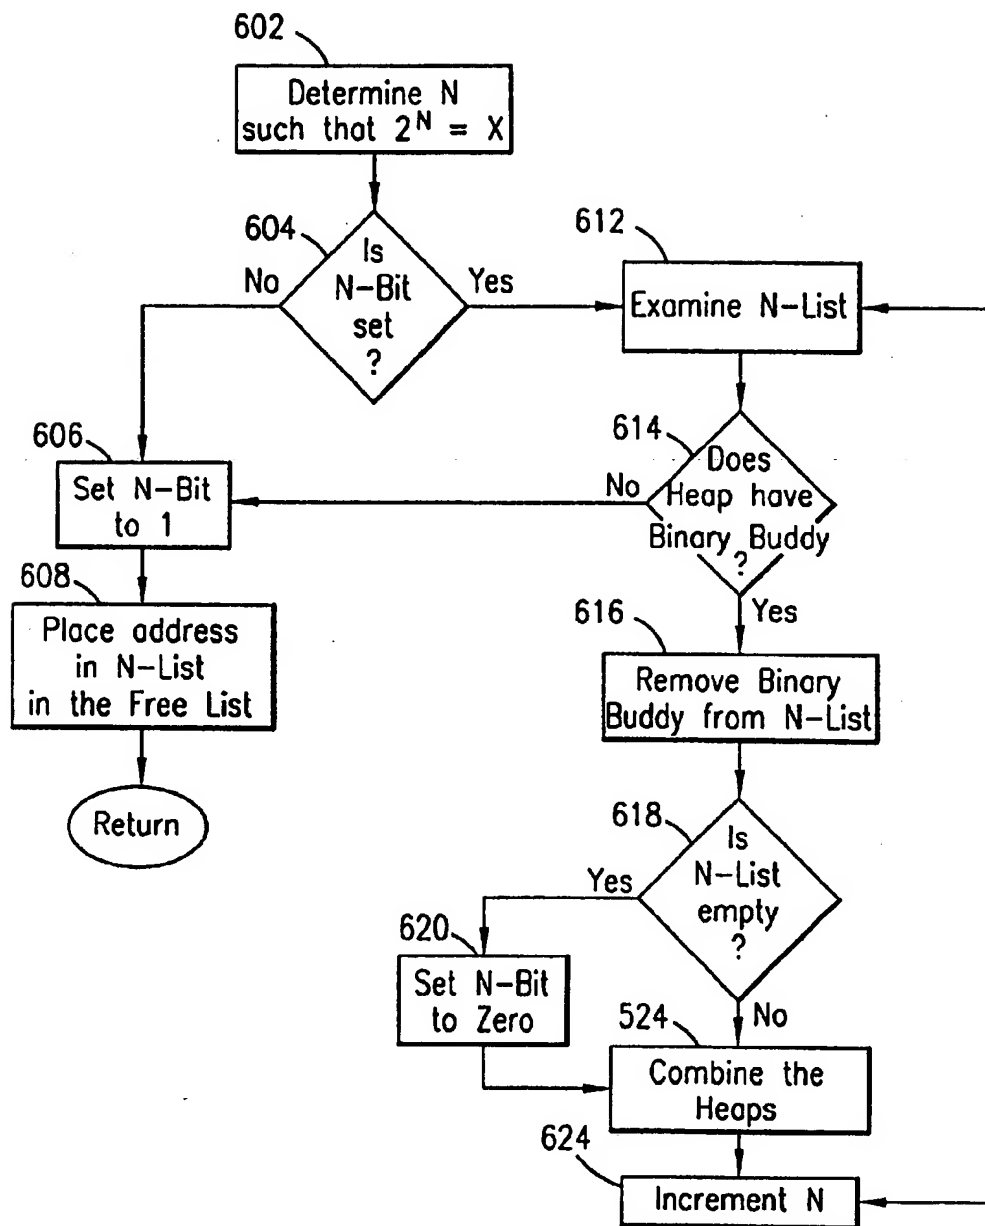 602
Determine N
such that 2^N = X
604
Is
N-Bit
set
?
No
Yes
612
Examine N-List
614
Does
Heap have
Binary Buddy
?
No
Yes
606
Set N-Bit
to 1
608
Place address
in N-List
in the Free List
Return
616
Remove Binary
Buddy from N-List
618
Is
N-List
empty
?
Yes
No
620
Set N-Bit
to Zero
524
Combine the
Heaps
624
Increment N